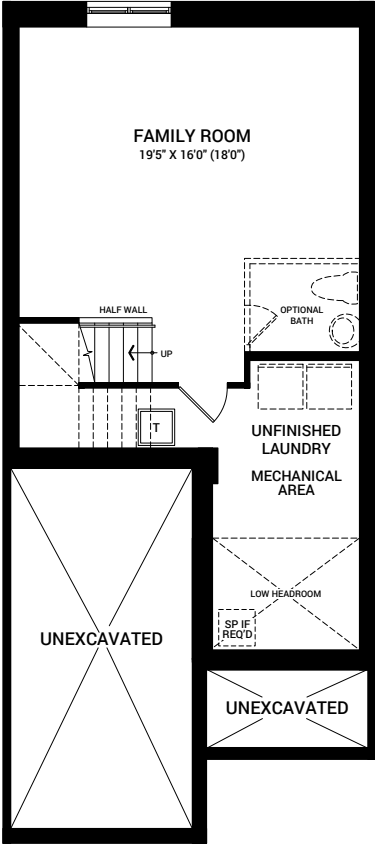 FAMILY ROOM
19'5" X 16'0" (18'0")
HALF WALL
UP
OPTIONAL
BATH
T
UNFINISHED
LAUNDRY
MECHANICAL
AREA
LOW HEADROOM
SP IF
REQ'D
UNEXCAVATED
UNEXCAVATED